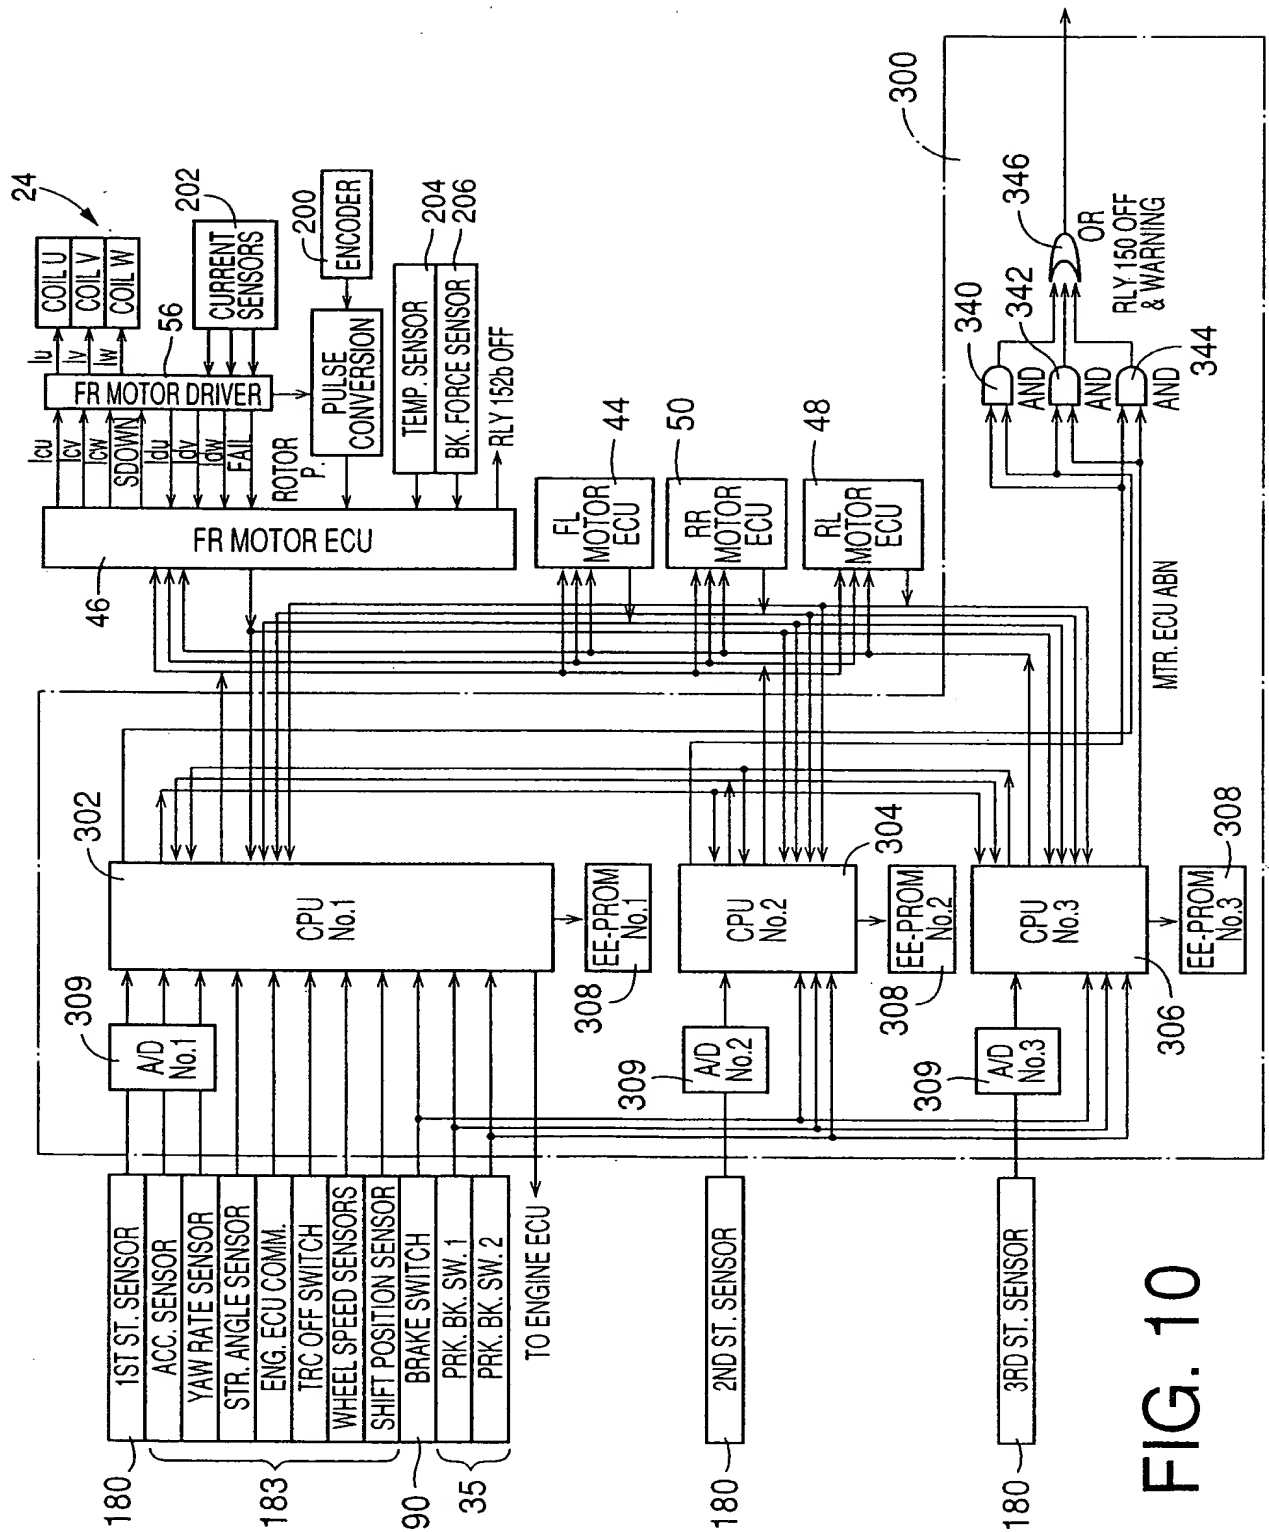 24
COIL U
COIL V
COIL W
Iu
Iv
Iw
202
CURRENT
SENSORS
56
FR MOTOR DRIVER
200
ENCODER
PULSE
CONVERSION
204
206
TEMP. SENSOR
BK. FORCE SENSOR
RLY 152b OFF
Icu
Icv
Icw
SDOWN
Idu
Idv
Idw
FAIL
ROTOR
P.
FR MOTOR ECU
46
FL
MOTOR
ECU
44
RR
MOTOR
ECU
50
RL
MOTOR
ECU
48
300
346
OR
RLY 150 OFF
& WARNING
340
AND
342
AND
344
AND
MTR. ECU ABN
302
CPU
No.1
EE-PROM
No.1
308
304
CPU
No.2
EE-PROM
No.2
308
306
CPU
No.3
EE-PROM
No.3
308
309
A/D
No.1
309
A/D
No.2
309
A/D
No.3
1ST ST. SENSOR
ACC. SENSOR
YAW RATE SENSOR
STR. ANGLE SENSOR
ENG. ECU COMM.
TRC OFF SWITCH
WHEEL SPEED SENSORS
SHIFT POSITION SENSOR
BRAKE SWITCH
PRK. BK. SW. 1
PRK. BK. SW. 2
TO ENGINE ECU
2ND ST. SENSOR
3RD ST. SENSOR
180
183
90
35
180
180
FIG. 10